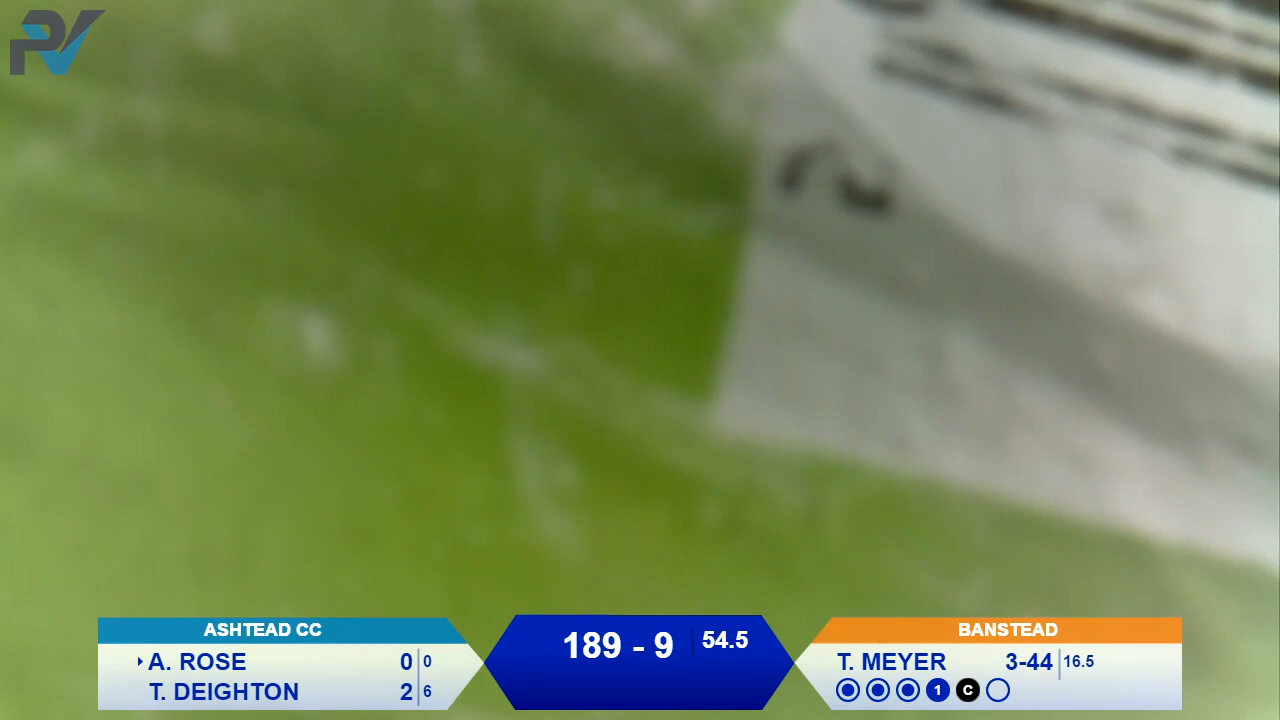 PV
ASHTEAD CC
A. ROSE 0 0
T. DEIGHTON 2 6
189 - 9 54.5
BANSTEAD
T. MEYER 3-44 16.5
1 C